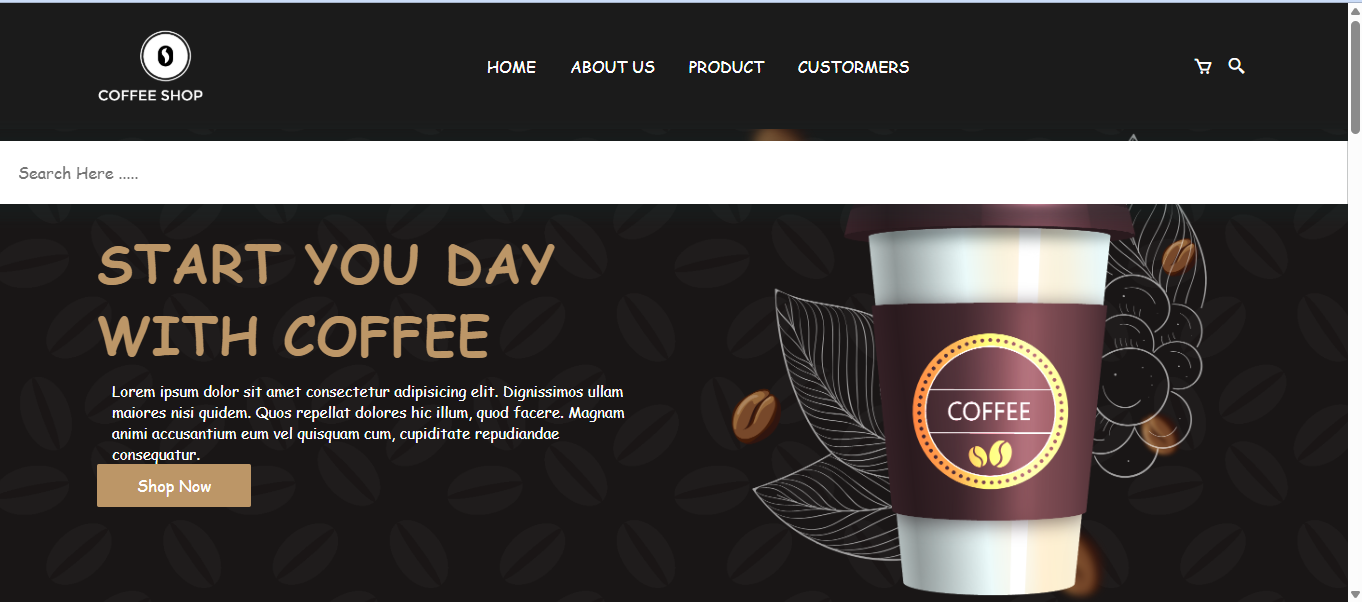 COFFEE SHOP
HOME ABOUT US PRODUCT CUSTORMERS
Search Here .....
START YOU DAY
WITH COFFEE
Lorem ipsum dolor sit amet consectetur adipisicing elit. Dignissimos ullam
maiores nisi quidem. Quos repellat dolores hic illum, quod facere. Magnam
animi accusantium eum vel quisquam cum, cupiditate repudiandae
consequatur.
Shop Now
COFFEE